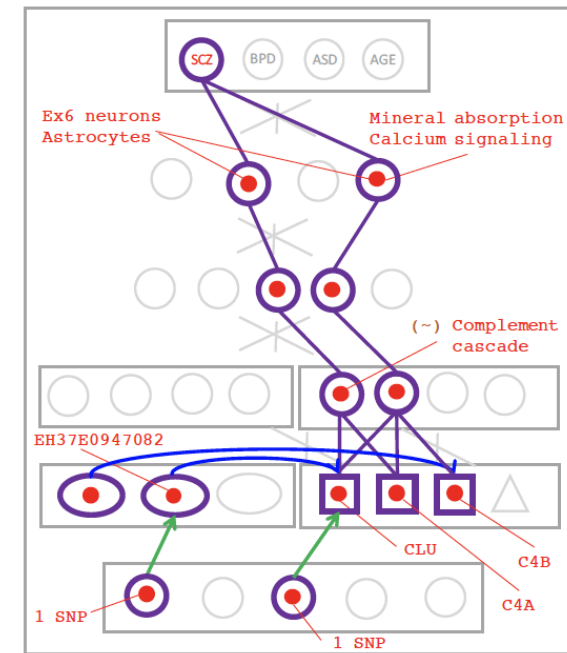 SCZ BPD ASD AGE
Ex6 neurons
Astrocytes
Mineral absorption
Calcium signaling
(~) Complement
cascade
EH37E0947082
CLU
C4B
C4A
1 SNP
1 SNP